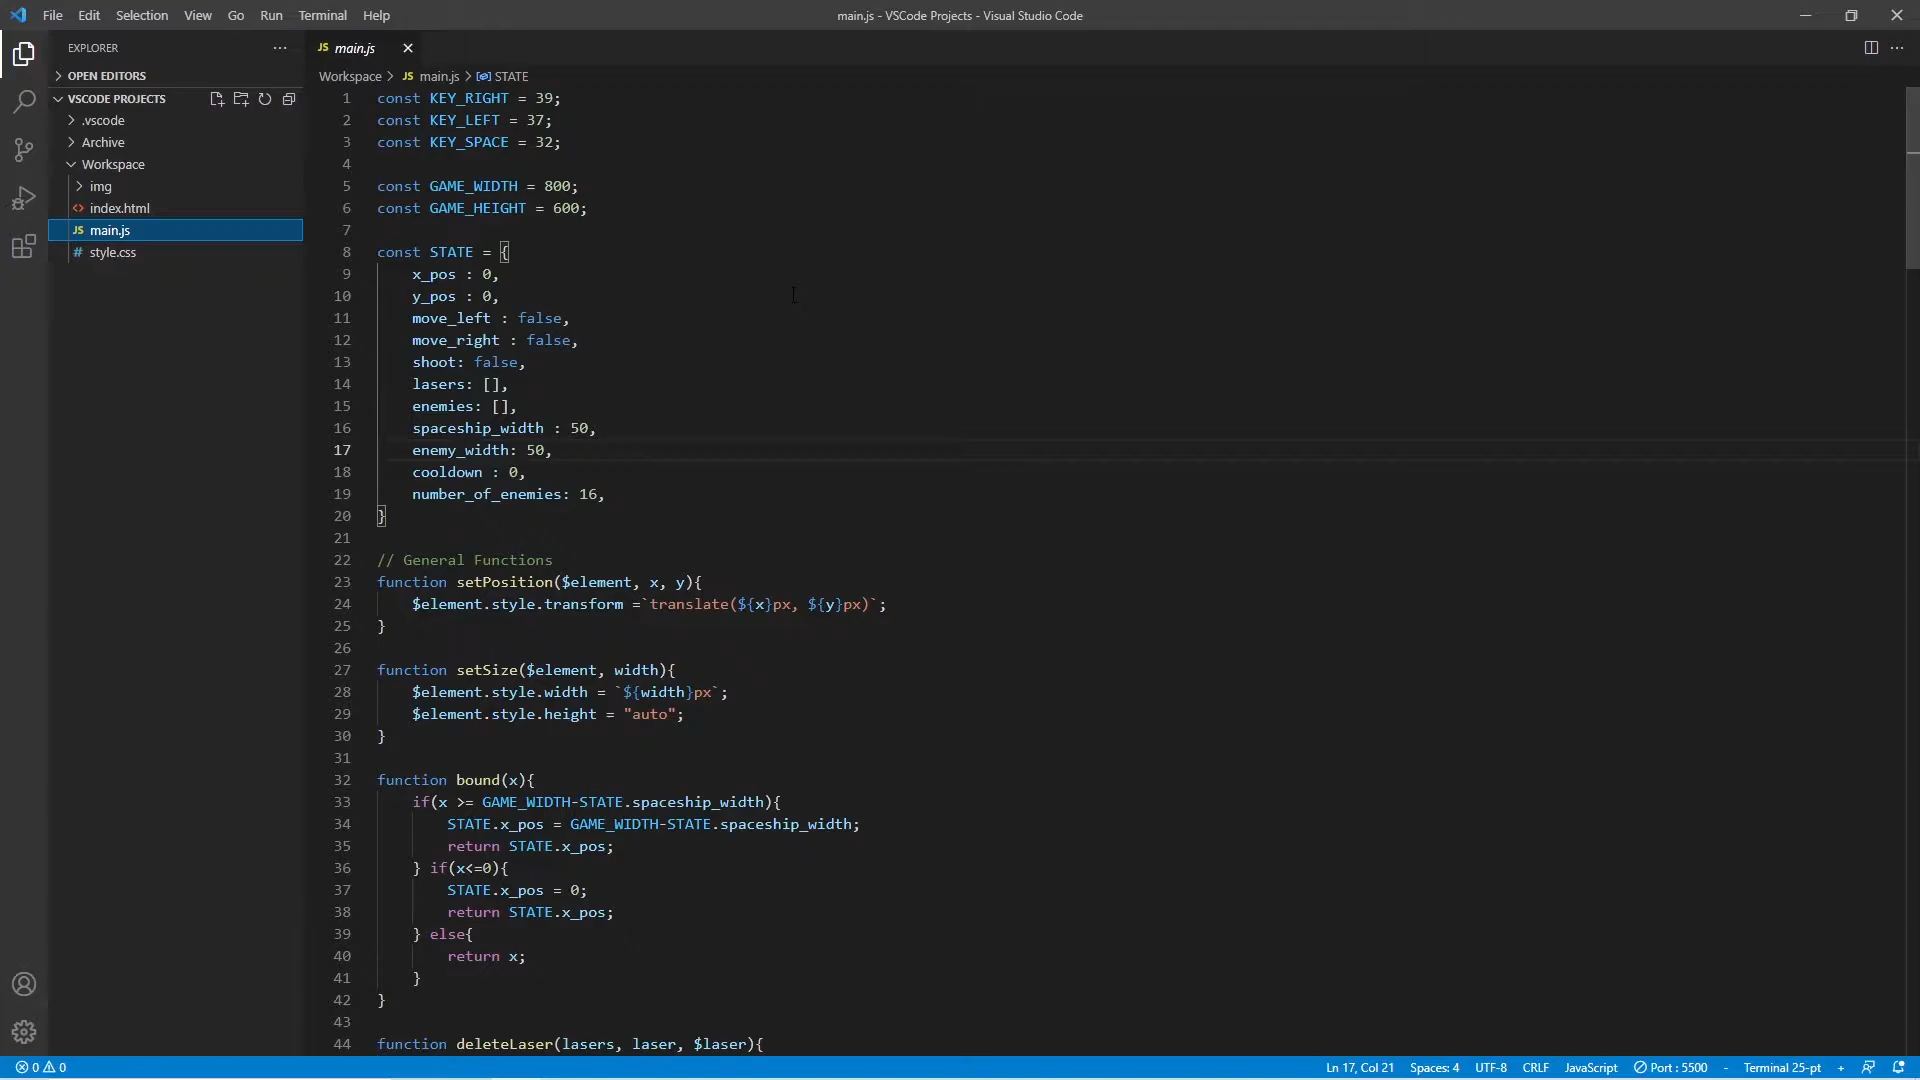 File Edit Selection View Go Run Terminal Help
main.js - VSCode Projects - Visual Studio Code
EXPLORER
OPEN EDITORS
VSCODE PROJECTS
.vscode
Archive
Workspace
img
index.html
JS main.js
# style.css
JS main.js
Workspace > JS main.js > STATE
1 const KEY_RIGHT = 39;
2 const KEY_LEFT = 37;
3 const KEY_SPACE = 32;
4
5 const GAME_WIDTH = 800;
6 const GAME_HEIGHT = 600;
7
8 const STATE = {
9 x_pos : 0,
10 y_pos : 0,
11 move_left : false,
12 move_right : false,
13 shoot: false,
14 lasers: [],
15 enemies: [],
16 spaceship_width : 50,
17 enemy_width: 50,
18 cooldown : 0,
19 number_of_enemies: 16,
20 }
21
22 // General Functions
23 function setPosition($element, x, y){
24 $element.style.transform =`translate(${x}px, ${y}px)`;
25 }
26
27 function setSize($element, width){
28 $element.style.width = `${width}px`;
29 $element.style.height = "auto";
30 }
31
32 function bound(x){
33 if(x >= GAME_WIDTH-STATE.spaceship_width){
34 STATE.x_pos = GAME_WIDTH-STATE.spaceship_width;
35 return STATE.x_pos;
36 } if(x<=0){
37 STATE.x_pos = 0;
38 return STATE.x_pos;
39 } else{
40 return x;
41 }
42 }
43
44 function deleteLaser(lasers, laser, $laser){
0 0 Ln 17, Col 21 Spaces: 4 UTF-8 CRLF JavaScript Port : 5500 - Terminal 25-pt +